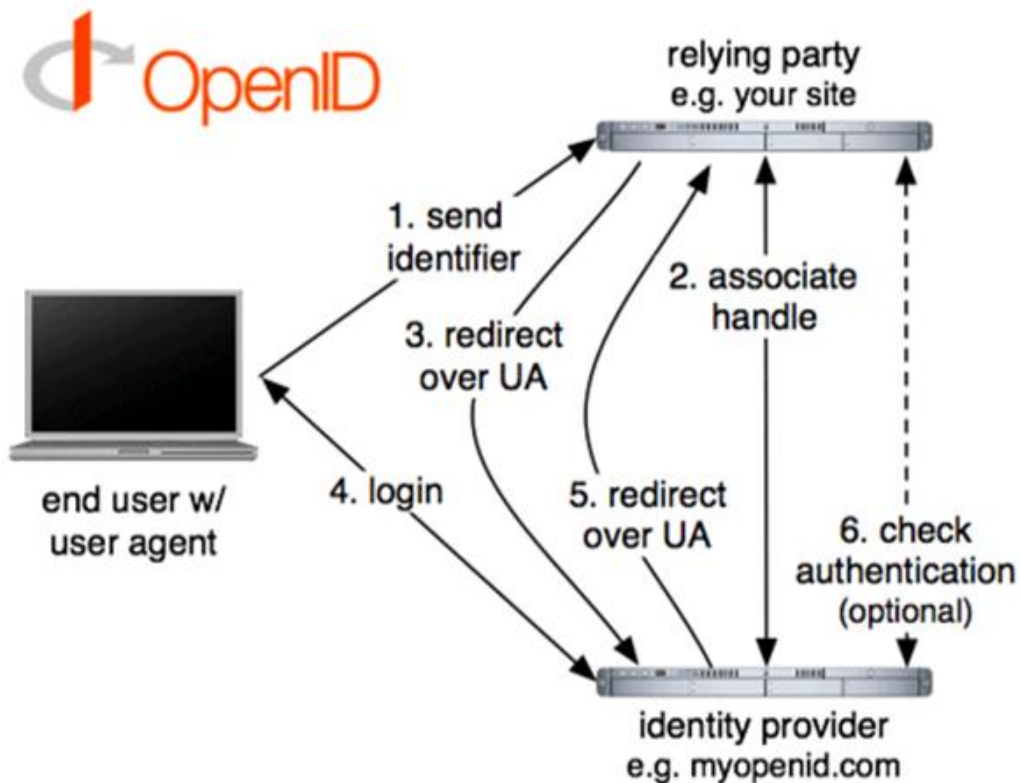 OpenID
relying party
e.g. your site
1. send
identifier
2. associate
handle
3. redirect
over UA
4. login
5. redirect
over UA
6. check
authentication
(optional)
end user w/
user agent
identity provider
e.g. myopenid.com